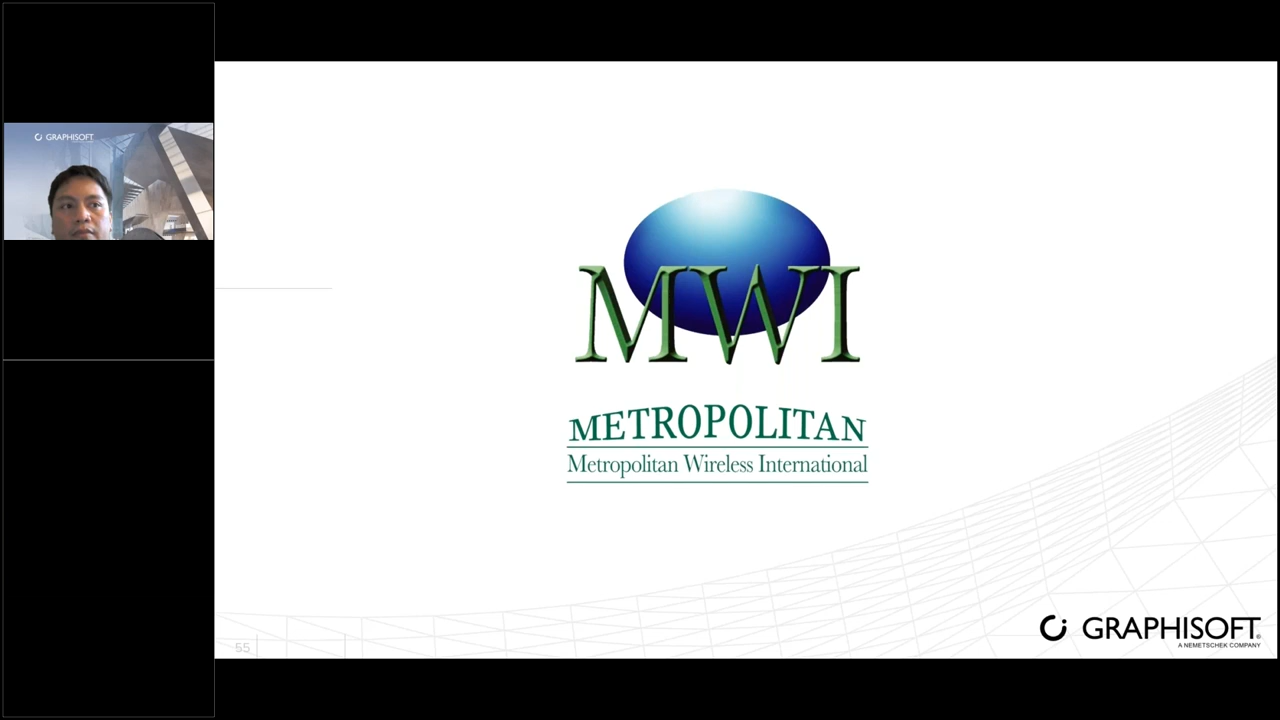 GRAPHISOFT
MWI
METROPOLITAN
Metropolitan Wireless International
55
GRAPHISOFT
A NEMETSCHEK COMPANY